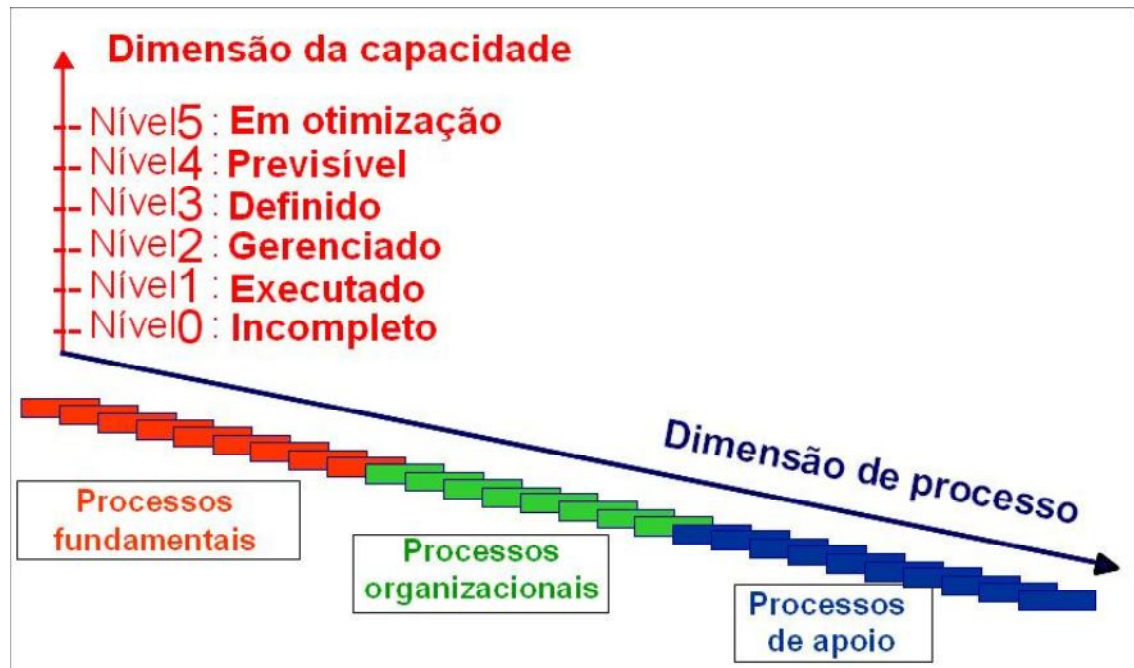 Dimensão da capacidade
Nível5 : Em otimização
Nível4 : Previsível
Nível3 : Definido
Nível2 : Gerenciado
Nível1 : Executado
Nível0 : Incompleto
Dimensão de processo
Processos
fundamentais
Processos
organizacionais
Processos
de apoio